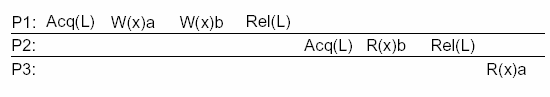 P1: Acq(L) W(x)a W(x)b Rel(L)
P2: Acq(L) R(x)b Rel(L)
P3: R(x)a